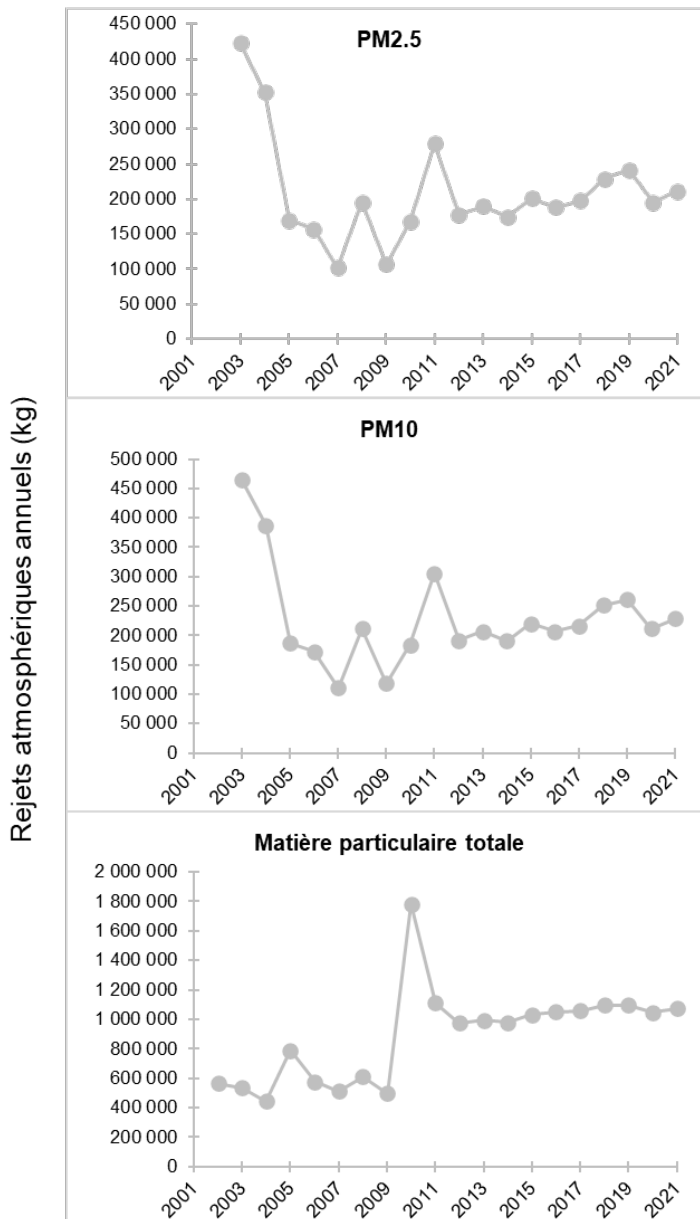 Rejets atmosphériques annuels (kg)
PM2.5
450 000
400 000
350 000
300 000
250 000
200 000
150 000
100 000
50 000
0
2001 2003 2005 2007 2009 2011 2013 2015 2017 2019 2021
PM10
500 000
450 000
400 000
350 000
300 000
250 000
200 000
150 000
100 000
50 000
0
2001 2003 2005 2007 2009 2011 2013 2015 2017 2019 2021
Matière particulaire totale
2 000 000
1 800 000
1 600 000
1 400 000
1 200 000
1 000 000
800 000
600 000
400 000
200 000
0
2001 2003 2005 2007 2009 2011 2013 2015 2017 2019 2021